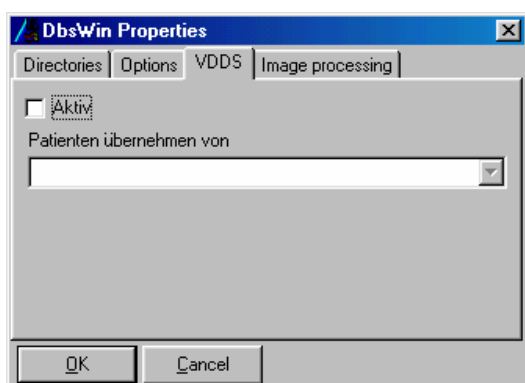 DbsWin Properties
Directories Options VDDS Image processing
Aktiv
Patienten übernehmen von
OK Cancel